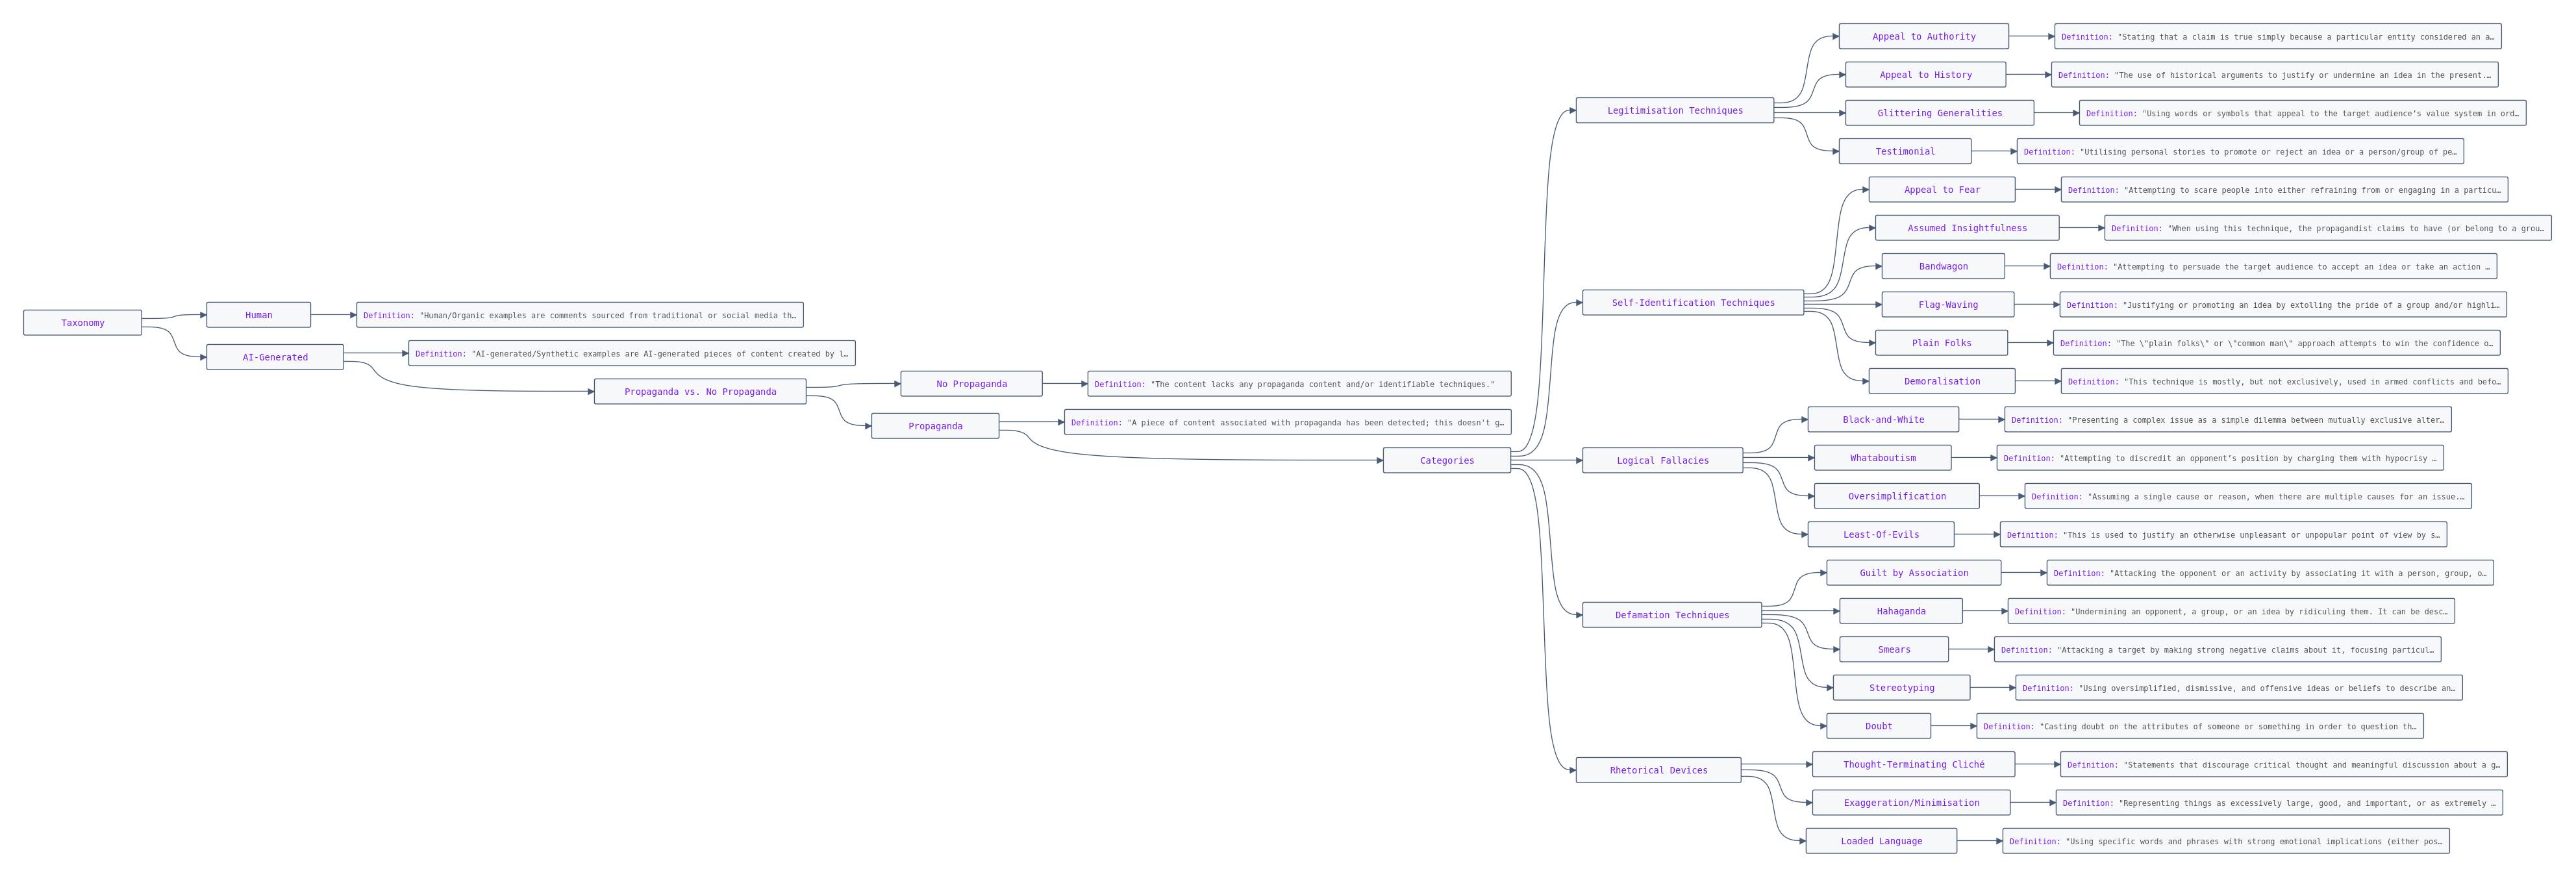 Taxonomy
Human
Definition: "Human/Organic examples are comments sourced from traditional or social media th…
AI-Generated
Definition: "AI-generated/Synthetic examples are AI-generated pieces of content created by l…
Propaganda vs. No Propaganda
No Propaganda
Definition: "The content lacks any propaganda content and/or identifiable techniques."
Propaganda
Definition: "A piece of content associated with propaganda has been detected; this doesn't g…
Categories
Legitimisation Techniques
Appeal to Authority
Definition: "Stating that a claim is true simply because a particular entity considered an a…
Appeal to History
Definition: "The use of historical arguments to justify or undermine an idea in the present.…
Glittering Generalities
Definition: "Using words or symbols that appeal to the target audience’s value system in ord…
Testimonial
Definition: "Utilising personal stories to promote or reject an idea or a person/group of pe…
Self-Identification Techniques
Appeal to Fear
Definition: "Attempting to scare people into either refraining from or engaging in a particu…
Assumed Insightfulness
Definition: "When using this technique, the propagandist claims to have (or belong to a grou…
Bandwagon
Definition: "Attempting to persuade the target audience to accept an idea or take an action …
Flag-Waving
Definition: "Justifying or promoting an idea by extolling the pride of a group and/or highli…
Plain Folks
Definition: "The \"plain folks\" or \"common man\" approach attempts to win the confidence o…
Demoralisation
Definition: "This technique is mostly, but not exclusively, used in armed conflicts and befo…
Logical Fallacies
Black-and-White
Definition: "Presenting a complex issue as a simple dilemma between mutually exclusive alter…
Whataboutism
Definition: "Attempting to discredit an opponent’s position by charging them with hypocrisy …
Oversimplification
Definition: "Assuming a single cause or reason, when there are multiple causes for an issue.…
Least-Of-Evils
Definition: "This is used to justify an otherwise unpleasant or unpopular point of view by s…
Defamation Techniques
Guilt by Association
Definition: "Attacking the opponent or an activity by associating it with a person, group, o…
Hahaganda
Definition: "Undermining an opponent, a group, or an idea by ridiculing them. It can be desc…
Smears
Definition: "Attacking a target by making strong negative claims about it, focusing particul…
Stereotyping
Definition: "Using oversimplified, dismissive, and offensive ideas or beliefs to describe an…
Doubt
Definition: "Casting doubt on the attributes of someone or something in order to question th…
Rhetorical Devices
Thought-Terminating Cliché
Definition: "Statements that discourage critical thought and meaningful discussion about a g…
Exaggeration/Minimisation
Definition: "Representing things as excessively large, good, and important, or as extremely …
Loaded Language
Definition: "Using specific words and phrases with strong emotional implications (either pos…